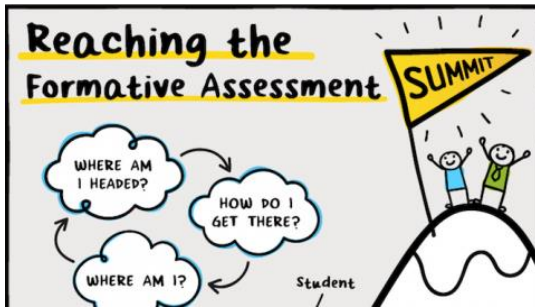 Reaching the
Formative Assessment
SUMMIT
WHERE AM
I HEADED?
HOW DO I
GET THERE?
WHERE AM I?
Student